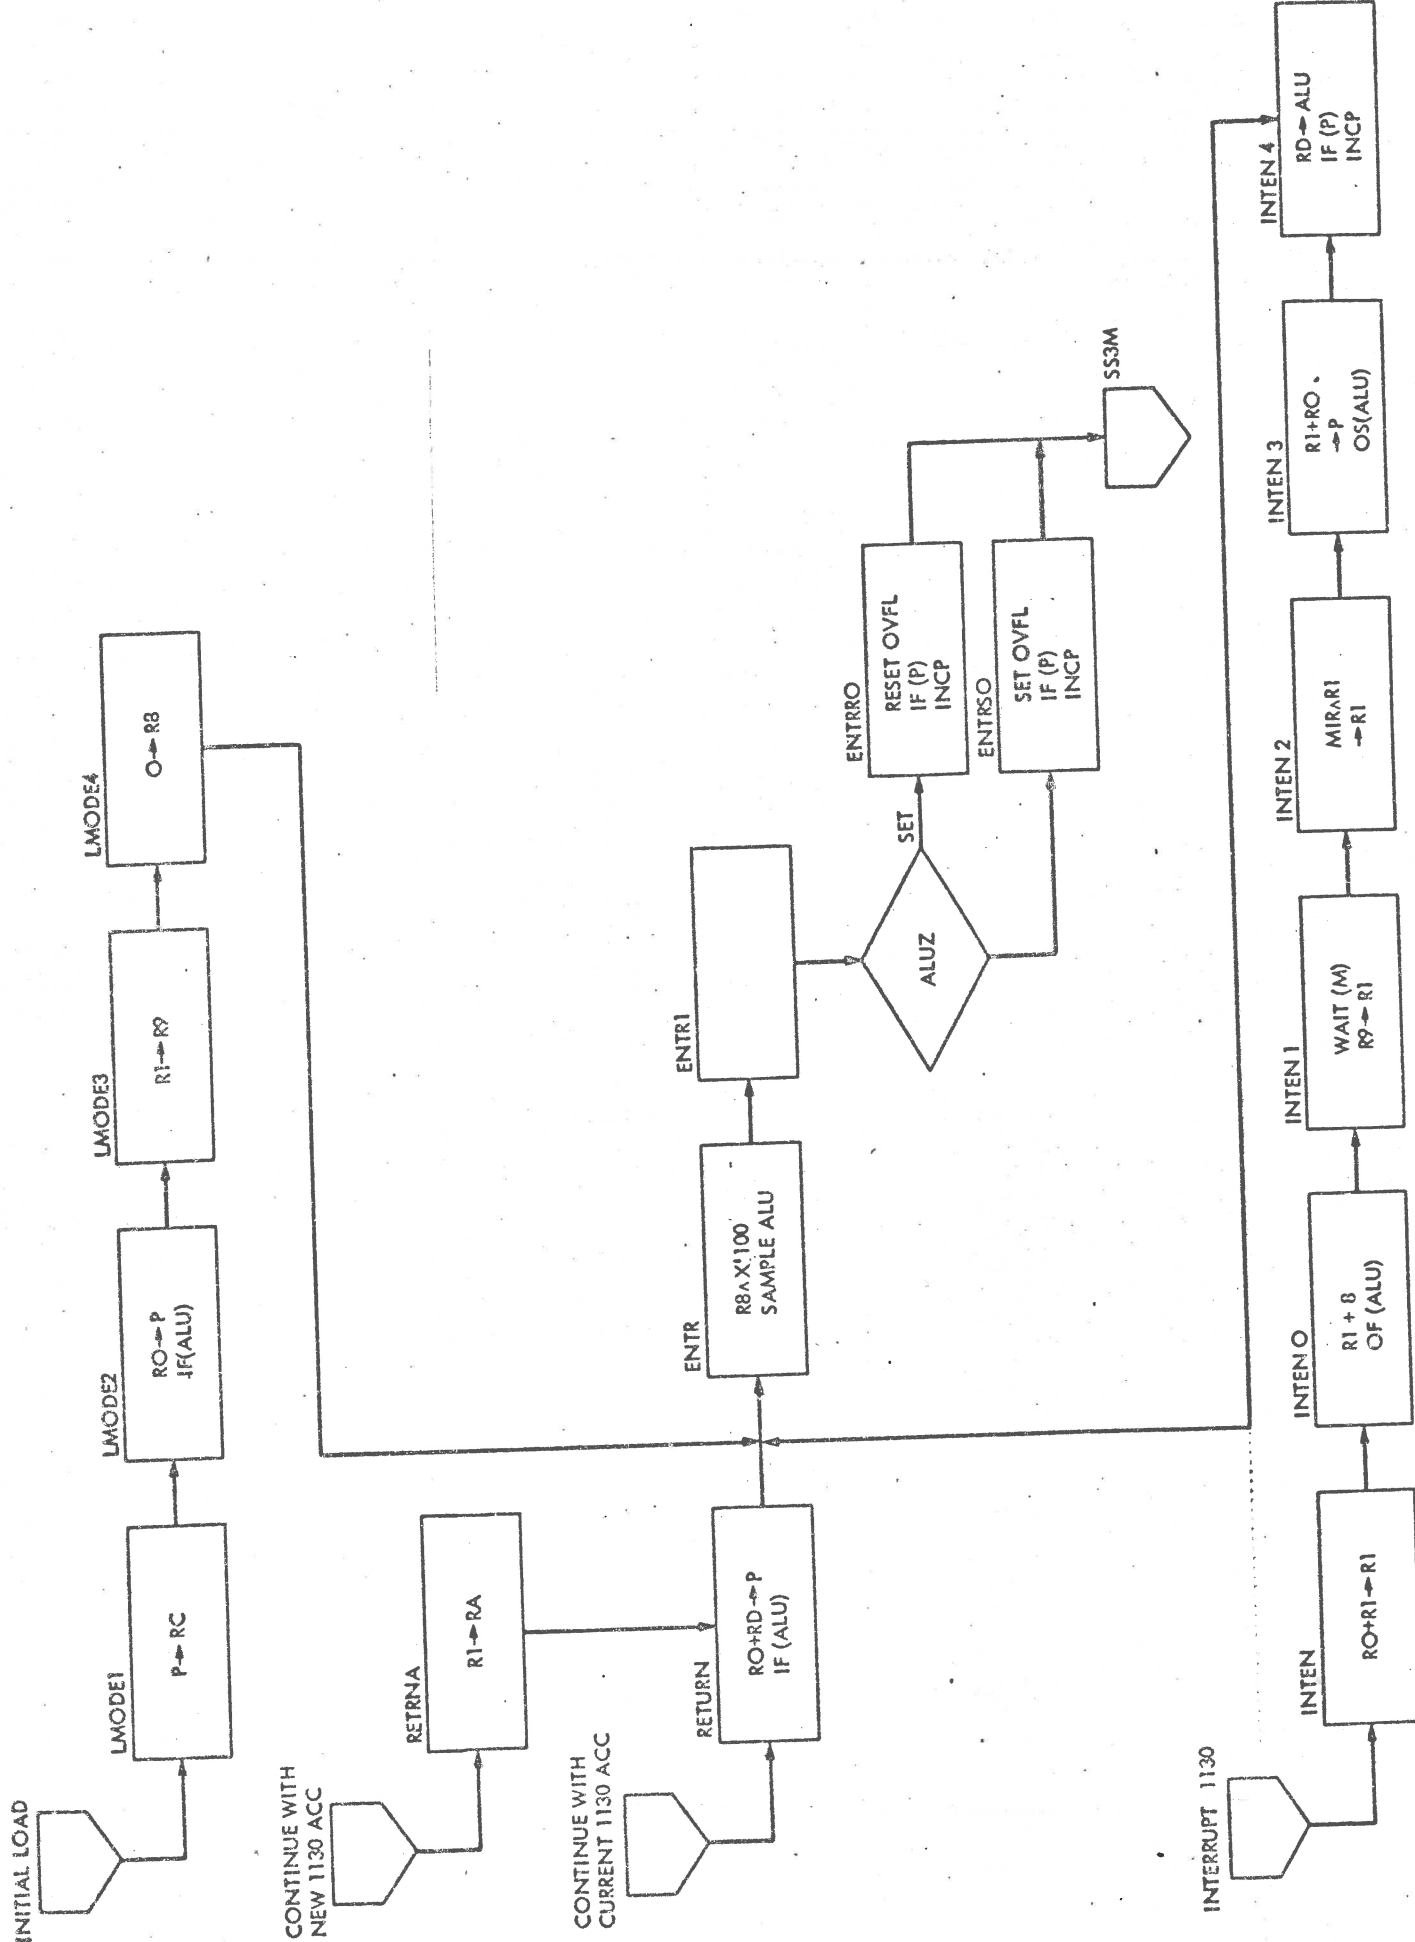 INITIAL LOAD
LMODE1
P→RC
LMODE2
RO→P
IF(ALU)
LMODE3
R1→R9
LMODE4
O→R8
CONTINUE WITH
NEW 1130 ACC
RETRNA
R1→RA
CONTINUE WITH
CURRENT 1130 ACC
RETURN
RO+RD→P
IF (ALU)
ENTR
R8∧X'100
SAMPLE ALU
ENTR1
ALUZ
SET
ENTRRO
RESET OVFL
IF (P)
INCP
ENTRSO
SET OVFL
IF (P)
INCP
SS3M
INTERRUPT 1130
INTEN
RO+R1→R1
INTEN O
R1 + 8
OF (ALU)
INTEN 1
WAIT (M)
R9→R1
INTEN 2
MIR∧R1
→R1
INTEN 3
R1+RO
→P
OS(ALU)
INTEN 4
RD→ALU
IF (P)
INCP